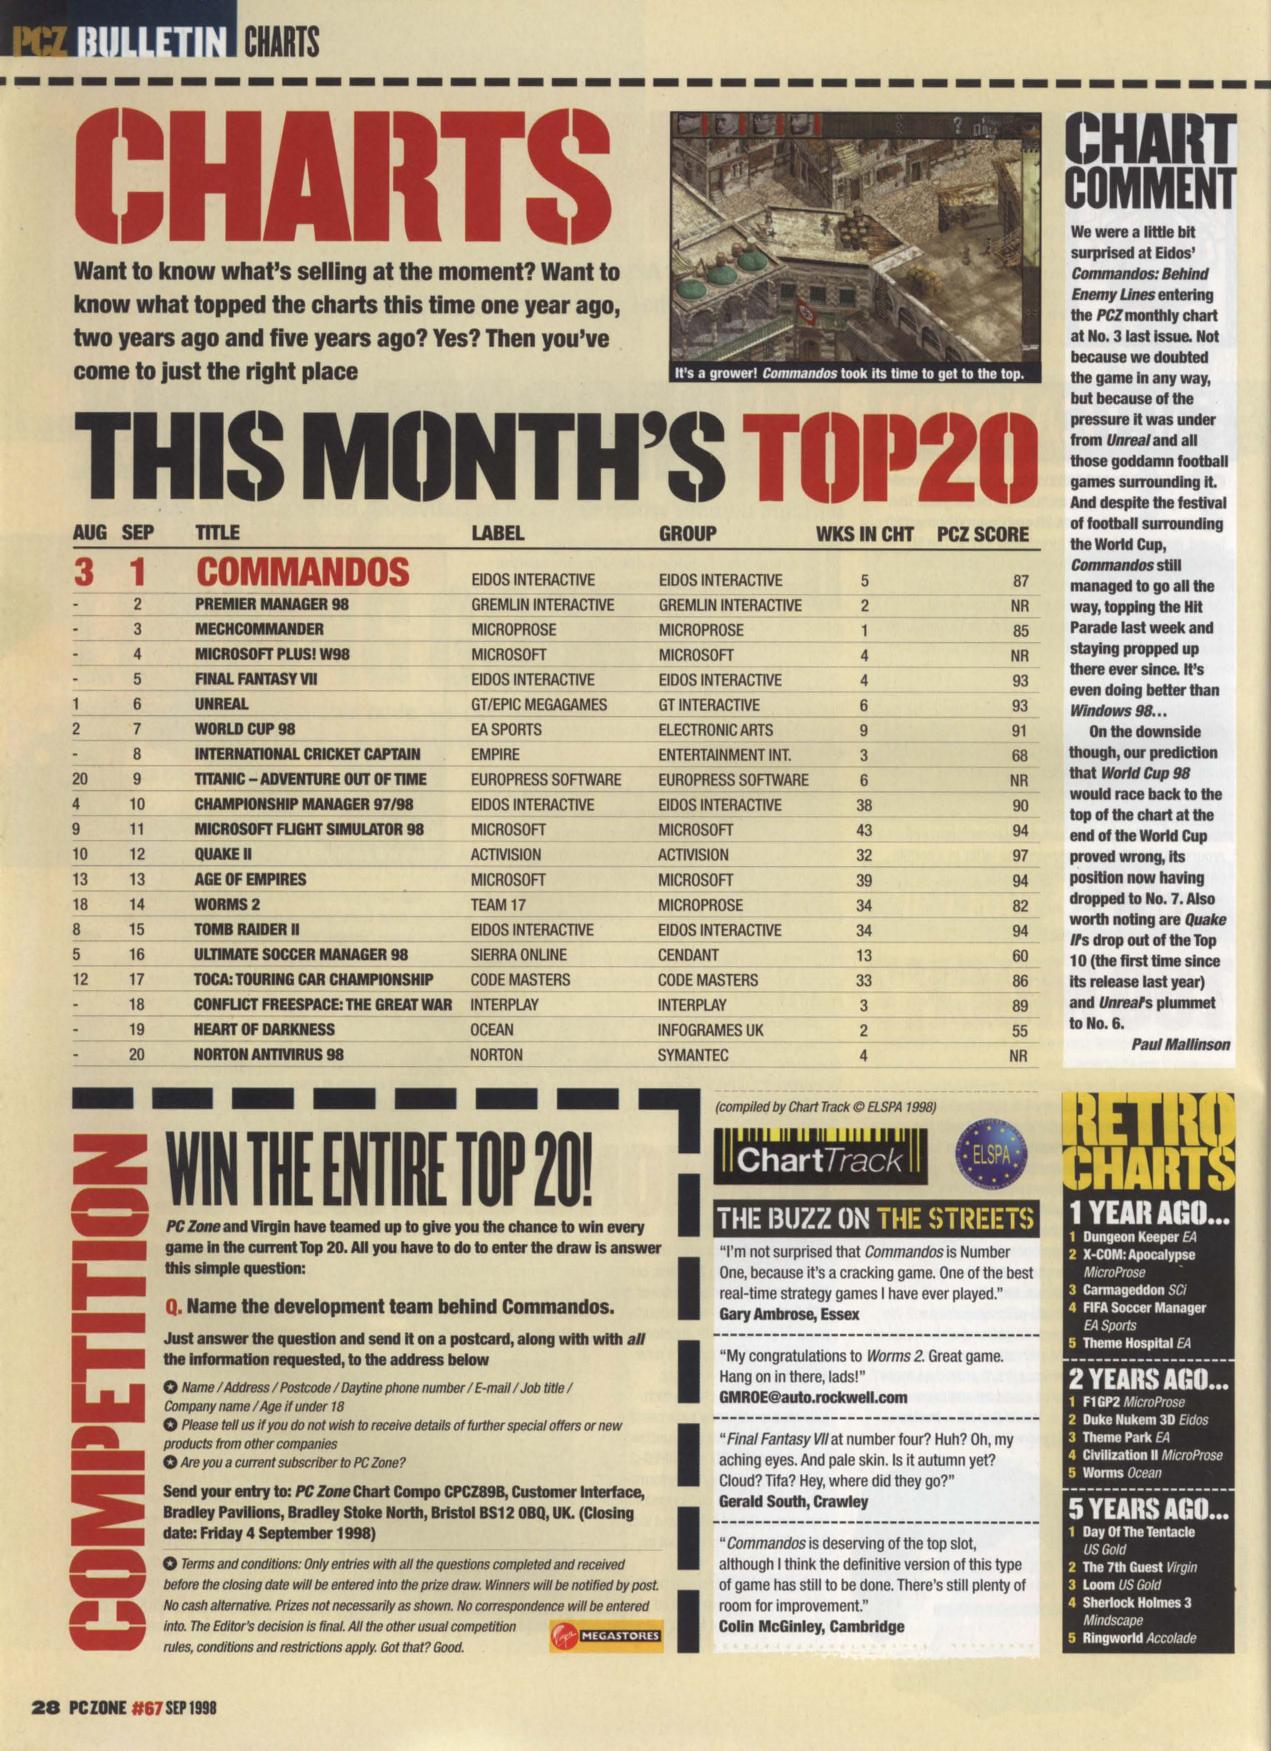 PCZ BULLETIN CHARTS
CHARTS
Want to know what's selling at the moment? Want to
know what topped the charts this time one year ago,
two years ago and five years ago? Yes? Then you've
come to just the right place
It's a grower! Commandos took its time to get to the top.
THIS MONTH'S TOP20
AUG SEP TITLE LABEL GROUP WKS IN CHT PCZ SCORE
3 1 COMMANDOS EIDOS INTERACTIVE EIDOS INTERACTIVE 5 87
- 2 PREMIER MANAGER 98 GREMLIN INTERACTIVE GREMLIN INTERACTIVE 2 NR
- 3 MECHCOMMANDER MICROPROSE MICROPROSE 1 85
- 4 MICROSOFT PLUS! W98 MICROSOFT MICROSOFT 4 NR
- 5 FINAL FANTASY VII EIDOS INTERACTIVE EIDOS INTERACTIVE 4 93
1 6 UNREAL GT/EPIC MEGAGAMES GT INTERACTIVE 6 93
2 7 WORLD CUP 98 EA SPORTS ELECTRONIC ARTS 9 91
- 8 INTERNATIONAL CRICKET CAPTAIN EMPIRE ENTERTAINMENT INT. 3 68
20 9 TITANIC – ADVENTURE OUT OF TIME EUROPRESS SOFTWARE EUROPRESS SOFTWARE 6 NR
4 10 CHAMPIONSHIP MANAGER 97/98 EIDOS INTERACTIVE EIDOS INTERACTIVE 38 90
9 11 MICROSOFT FLIGHT SIMULATOR 98 MICROSOFT MICROSOFT 43 94
10 12 QUAKE II ACTIVISION ACTIVISION 32 97
13 13 AGE OF EMPIRES MICROSOFT MICROSOFT 39 94
18 14 WORMS 2 TEAM 17 MICROPROSE 34 82
8 15 TOMB RAIDER II EIDOS INTERACTIVE EIDOS INTERACTIVE 34 94
5 16 ULTIMATE SOCCER MANAGER 98 SIERRA ONLINE CENDANT 13 60
12 17 TOCA: TOURING CAR CHAMPIONSHIP CODE MASTERS CODE MASTERS 33 86
- 18 CONFLICT FREESPACE: THE GREAT WAR INTERPLAY INTERPLAY 3 89
- 19 HEART OF DARKNESS OCEAN INFOGRAMES UK 2 55
- 20 NORTON ANTIVIRUS 98 NORTON SYMANTEC 4 NR
CHART
COMMENT
We were a little bit
surprised at Eidos'
Commandos: Behind
Enemy Lines entering
the PCZ monthly chart
at No. 3 last issue. Not
because we doubted
the game in any way,
but because of the
pressure it was under
from Unreal and all
those goddamn football
games surrounding it.
And despite the festival
of football surrounding
the World Cup,
Commandos still
managed to go all the
way, topping the Hit
Parade last week and
staying propped up
there ever since. It's
even doing better than
Windows 98...
On the downside
though, our prediction
that World Cup 98
would race back to the
top of the chart at the
end of the World Cup
proved wrong, its
position now having
dropped to No. 7. Also
worth noting are Quake
II's drop out of the Top
10 (the first time since
its release last year)
and Unreal's plummet
to No. 6.
Paul Mallinson
COMPETITION
WIN THE ENTIRE TOP 20!
PC Zone and Virgin have teamed up to give you the chance to win every
game in the current Top 20. All you have to do to enter the draw is answer
this simple question:
Q. Name the development team behind Commandos.
Just answer the question and send it on a postcard, along with with all
the information requested, to the address below
✪ Name / Address / Postcode / Daytine phone number / E-mail / Job title /
Company name / Age if under 18
✪ Please tell us if you do not wish to receive details of further special offers or new
products from other companies
✪ Are you a current subscriber to PC Zone?
Send your entry to: PC Zone Chart Compo CPCZ89B, Customer Interface,
Bradley Pavilions, Bradley Stoke North, Bristol BS12 0BQ, UK. (Closing
date: Friday 4 September 1998)
✪ Terms and conditions: Only entries with all the questions completed and received
before the closing date will be entered into the prize draw. Winners will be notified by post.
No cash alternative. Prizes not necessarily as shown. No correspondence will be entered
into. The Editor's decision is final. All the other usual competition
rules, conditions and restrictions apply. Got that? Good.
Virgin MEGASTORES
(compiled by Chart Track © ELSPA 1998)
ChartTrack
ELSPA
THE BUZZ ON THE STREETS
"I'm not surprised that Commandos is Number
One, because it's a cracking game. One of the best
real-time strategy games I have ever played."
Gary Ambrose, Essex
"My congratulations to Worms 2. Great game.
Hang on in there, lads!"
GMROE@auto.rockwell.com
"Final Fantasy VII at number four? Huh? Oh, my
aching eyes. And pale skin. Is it autumn yet?
Cloud? Tifa? Hey, where did they go?"
Gerald South, Crawley
"Commandos is deserving of the top slot,
although I think the definitive version of this type
of game has still to be done. There's still plenty of
room for improvement."
Colin McGinley, Cambridge
RETRO
CHARTS
1 YEAR AGO...
1 Dungeon Keeper EA
2 X-COM: Apocalypse
MicroProse
3 Carmageddon SCi
4 FIFA Soccer Manager
EA Sports
5 Theme Hospital EA
2 YEARS AGO...
1 F1GP2 MicroProse
2 Duke Nukem 3D Eidos
3 Theme Park EA
4 Civilization II MicroProse
5 Worms Ocean
5 YEARS AGO...
1 Day Of The Tentacle
US Gold
2 The 7th Guest Virgin
3 Loom US Gold
4 Sherlock Holmes 3
Mindscape
5 Ringworld Accolade
28 PC ZONE #67 SEP 1998